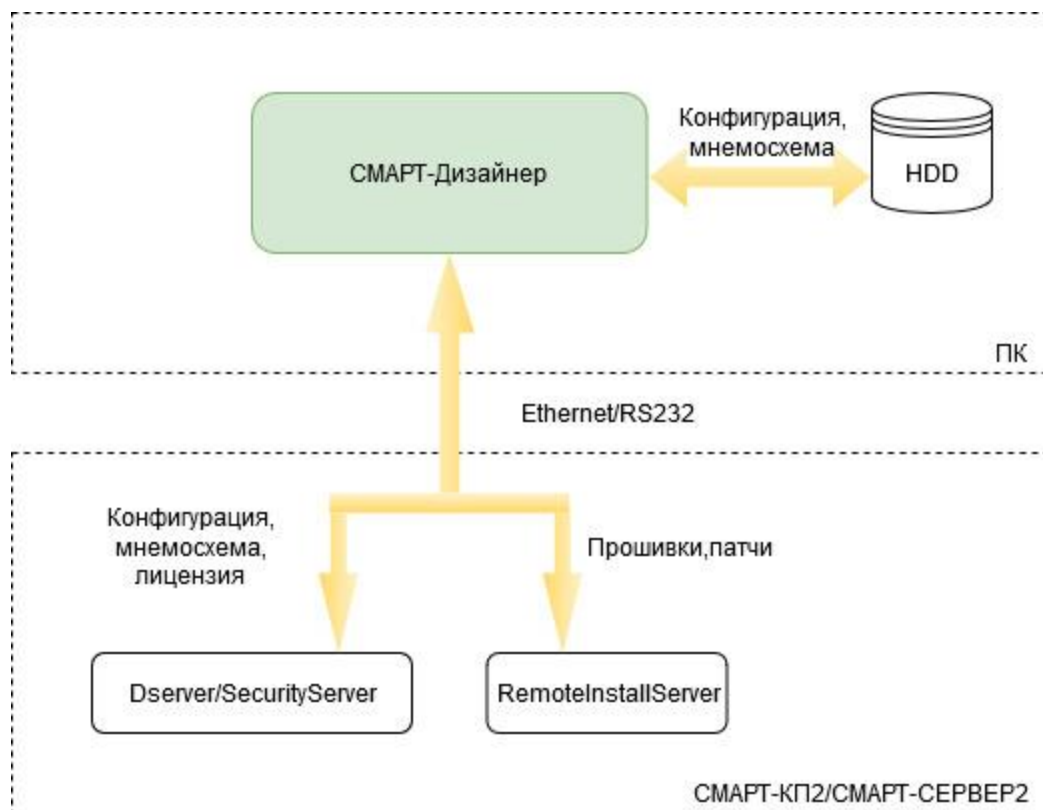 СМАРТ-Дизайнер
Конфигурация,
мнемосхема
HDD
ПК
Ethernet/RS232
Конфигурация,
мнемосхема,
лицензия
Прошивки,патчи
Dserver/SecurityServer
RemoteInstallServer
СМАРТ-КП2/СМАРТ-СЕРВЕР2